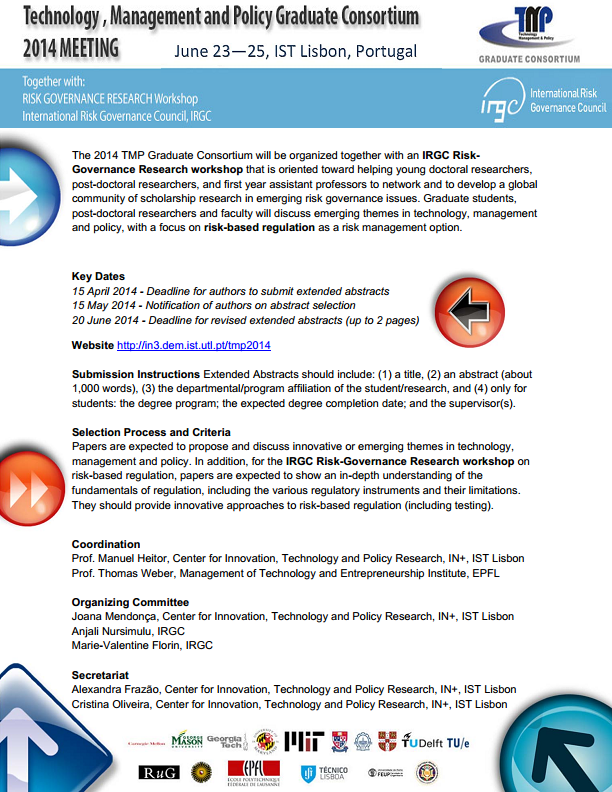 Technology , Management and Policy Graduate Consortium
2014 MEETING
June 23—25, IST Lisbon, Portugal
TMP
Technology
Management & Policy
GRADUATE CONSORTIUM
Together with:
RISK GOVERNANCE RESEARCH Workshop
International Risk Governance Council, IRGC
irgc
International Risk
Governance Council
The 2014 TMP Graduate Consortium will be organized together with an IRGC Risk-
Governance Research workshop that is oriented toward helping young doctoral researchers,
post-doctoral researchers, and first year assistant professors to network and to develop a global
community of scholarship research in emerging risk governance issues. Graduate students,
post-doctoral researchers and faculty will discuss emerging themes in technology, management
and policy, with a focus on risk-based regulation as a risk management option.
Key Dates
15 April 2014 - Deadline for authors to submit extended abstracts
15 May 2014 - Notification of authors on abstract selection
20 June 2014 - Deadline for revised extended abstracts (up to 2 pages)
Website http://in3.dem.ist.utl.pt/tmp2014
Submission Instructions Extended Abstracts should include: (1) a title, (2) an abstract (about
1,000 words), (3) the departmental/program affiliation of the student/research, and (4) only for
students: the degree program; the expected degree completion date; and the supervisor(s).
Selection Process and Criteria
Papers are expected to propose and discuss innovative or emerging themes in technology,
management and policy. In addition, for the IRGC Risk-Governance Research workshop on
risk-based regulation, papers are expected to show an in-depth understanding of the
fundamentals of regulation, including the various regulatory instruments and their limitations.
They should provide innovative approaches to risk-based regulation (including testing).
Coordination
Prof. Manuel Heitor, Center for Innovation, Technology and Policy Research, IN+, IST Lisbon
Prof. Thomas Weber, Management of Technology and Entrepreneurship Institute, EPFL
Organizing Committee
Joana Mendonça, Center for Innovation, Technology and Policy Research, IN+, IST Lisbon
Anjali Nursimulu, IRGC
Marie-Valentine Florin, IRGC
Secretariat
Alexandra Frazão, Center for Innovation, Technology and Policy Research, IN+, IST Lisbon
Cristina Oliveira, Center for Innovation, Technology and Policy Research, IN+, IST Lisbon
Carnegie Mellon
GEORGE
MASON
UNIVERSITY
Georgia
Tech
MIT
TUDelft
TU/e
RuG
EPFL
ECOLE POLYTECHNIQUE
FÉDÉRALE DE LAUSANNE
TÉCNICO
LISBOA
FEUP